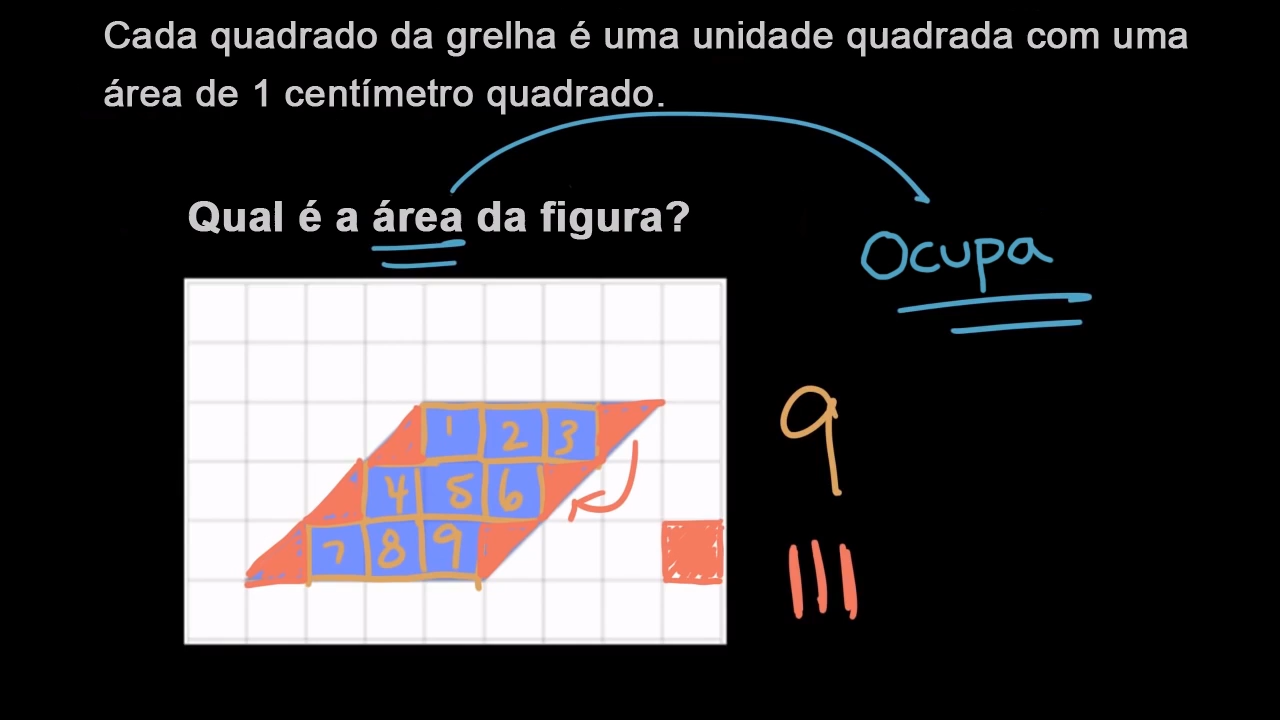 Cada quadrado da grelha é uma unidade quadrada com uma
área de 1 centímetro quadrado.
Qual é a área da figura?
Ocupa
1 2 3
4 5 6
7 8 9
9
|||